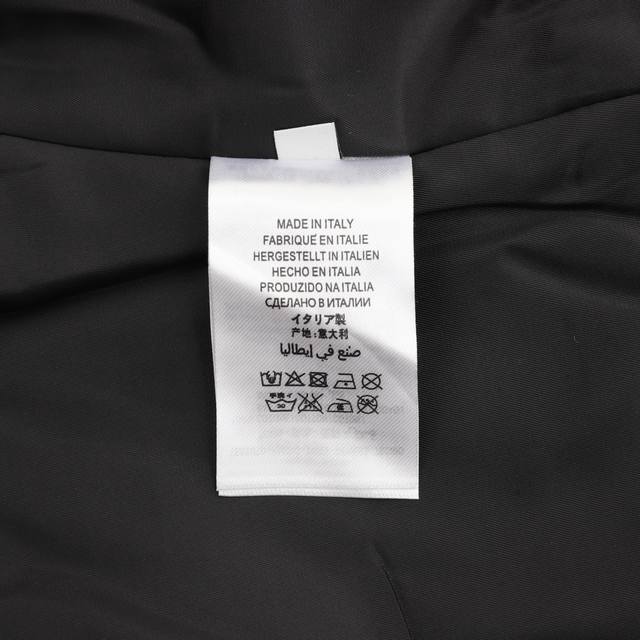 MADE IN ITALY
FABRIQUÉ EN ITALIE
HERGESTELLT IN ITALIEN
HECHO EN ITALIA
PRODUZIDO NA ITALIA
СДЕЛАНО В ИТАЛИИ
イタリア製
产地:意大利
صنع في إيطاليا